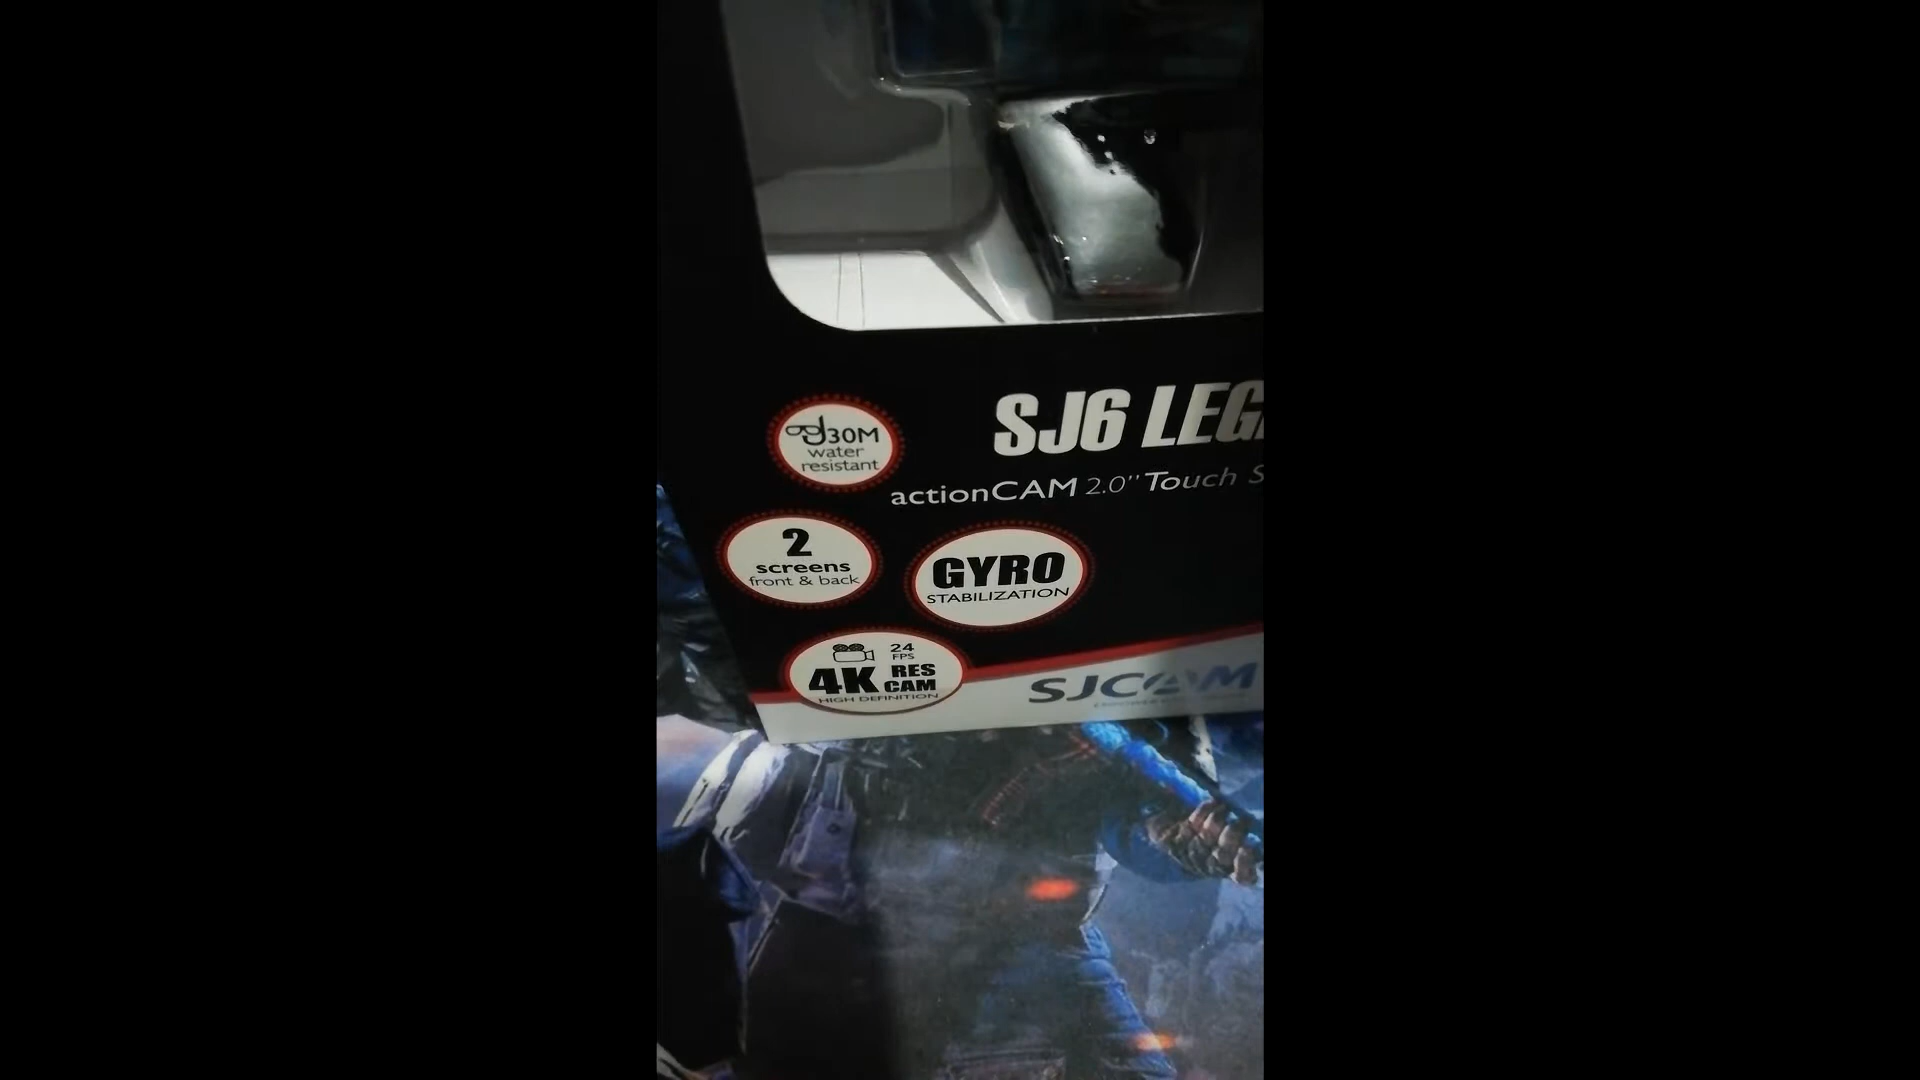 SJ6 LEG
actionCAM 2.0'' Touch S
30M
water
resistant
2
screens
front & back
GYRO
STABILIZATION
24
FPS
4K RES
CAM
HIGH DEFINITION
SJCAM